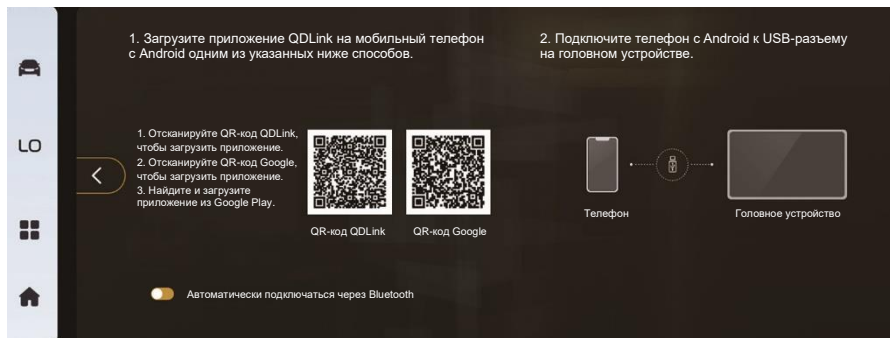 1. Загрузите приложение QDLink на мобильный телефон
с Android одним из указанных ниже способов.
2. Подключите телефон с Android к USB-разъему
на головном устройстве.
LO
1. Отсканируйте QR-код QDLink,
чтобы загрузить приложение.
2. Отсканируйте QR-код Google,
чтобы загрузить приложение.
3. Найдите и загрузите
приложение из Google Play.
QR-код QDLink
QR-код Google
Телефон
Головное устройство
Автоматически подключаться через Bluetooth